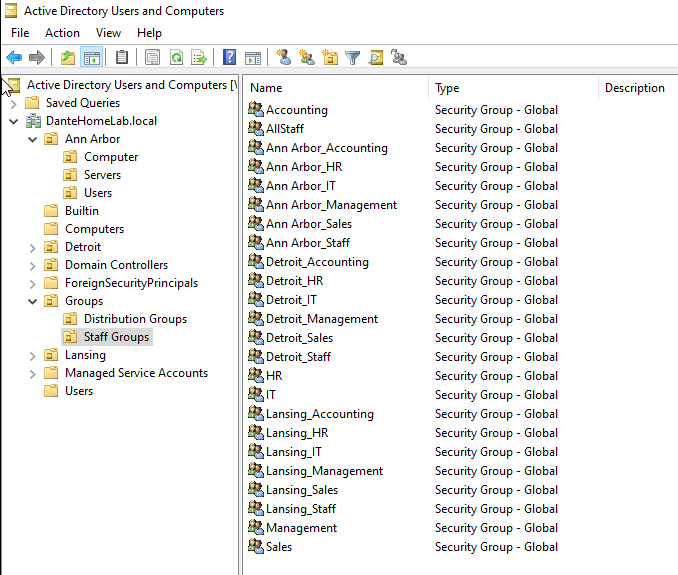 Active Directory Users and Computers
File Action View Help
Active Directory Users and Computers [
Saved Queries
DanteHomeLab.local
Ann Arbor
Computer
Servers
Users
Builtin
Computers
Detroit
Domain Controllers
ForeignSecurityPrincipals
Groups
Distribution Groups
Staff Groups
Lansing
Managed Service Accounts
Users
Name Type Description
Accounting Security Group - Global
AllStaff Security Group - Global
Ann Arbor_Accounting Security Group - Global
Ann Arbor_HR Security Group - Global
Ann Arbor_IT Security Group - Global
Ann Arbor_Management Security Group - Global
Ann Arbor_Sales Security Group - Global
Ann Arbor_Staff Security Group - Global
Detroit_Accounting Security Group - Global
Detroit_HR Security Group - Global
Detroit_IT Security Group - Global
Detroit_Management Security Group - Global
Detroit_Sales Security Group - Global
Detroit_Staff Security Group - Global
HR Security Group - Global
IT Security Group - Global
Lansing_Accounting Security Group - Global
Lansing_HR Security Group - Global
Lansing_IT Security Group - Global
Lansing_Management Security Group - Global
Lansing_Sales Security Group - Global
Lansing_Staff Security Group - Global
Management Security Group - Global
Sales Security Group - Global